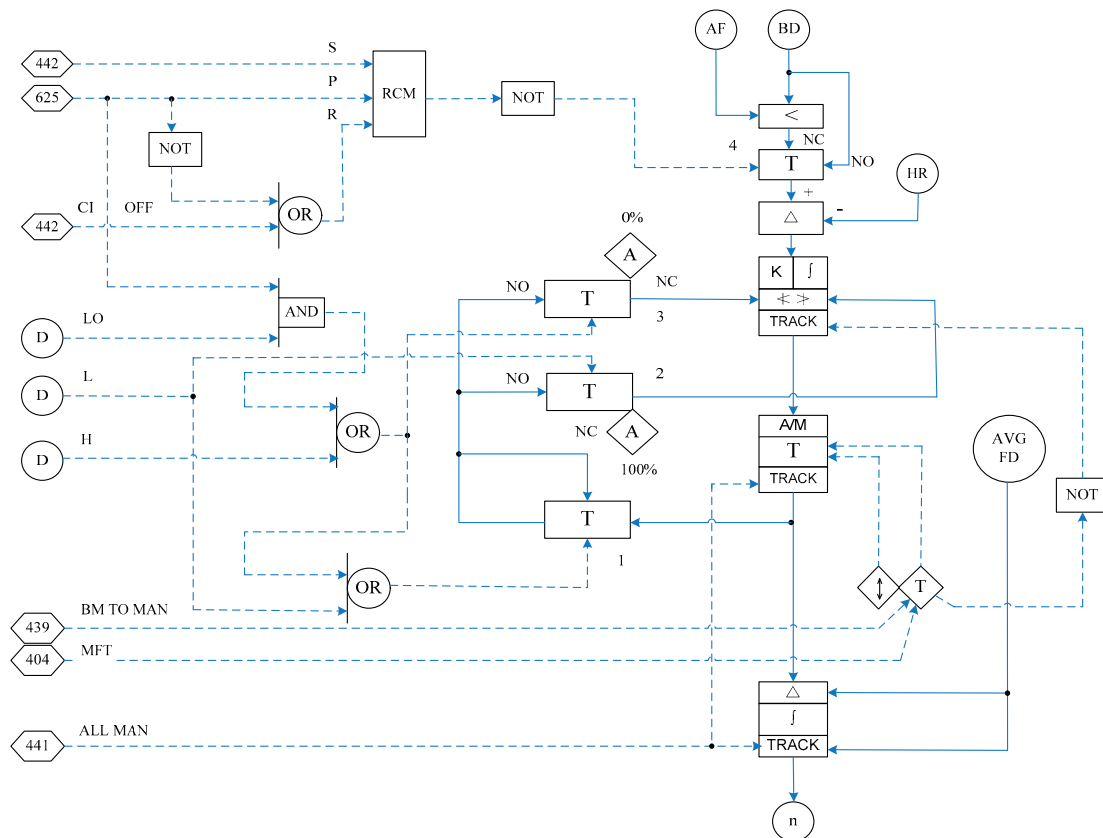 AF
BD
442
S
625
P
RCM
R
NOT
<
NC
4
T
NO
NOT
HR
+
-
△
CI OFF
442
OR
0%
A
K ∫
NO
T
NC
≮ ≯
3
TRACK
AND
LO
D
L
D
NO
T
2
NC
A
100%
H
D
OR
A/M
T
TRACK
AVG
FD
NOT
T
1
OR
↕
T
BM TO MAN
439
MFT
404
△
∫
ALL MAN
441
TRACK
n